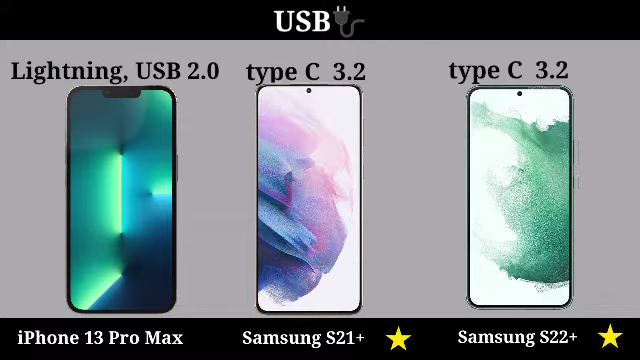 USB
Lightning, USB 2.0
type C 3.2
type C 3.2
iPhone 13 Pro Max
Samsung S21+
Samsung S22+